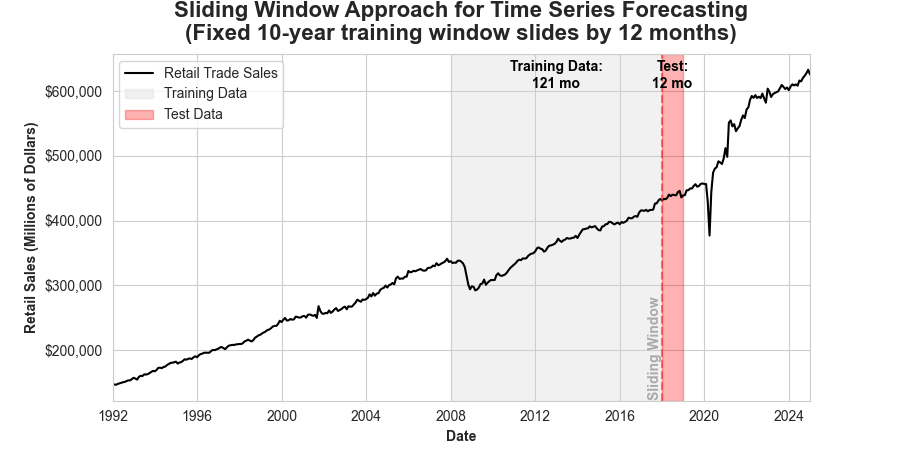 Sliding Window Approach for Time Series Forecasting
(Fixed 10-year training window slides by 12 months)
Retail Trade Sales
Training Data
Test Data
Training Data:
121 mo
Test:
12 mo
$600,000
$500,000
$400,000
$300,000
$200,000
Retail Sales (Millions of Dollars)
Sliding Window
1992
1996
2000
2004
2008
2012
2016
2020
2024
Date